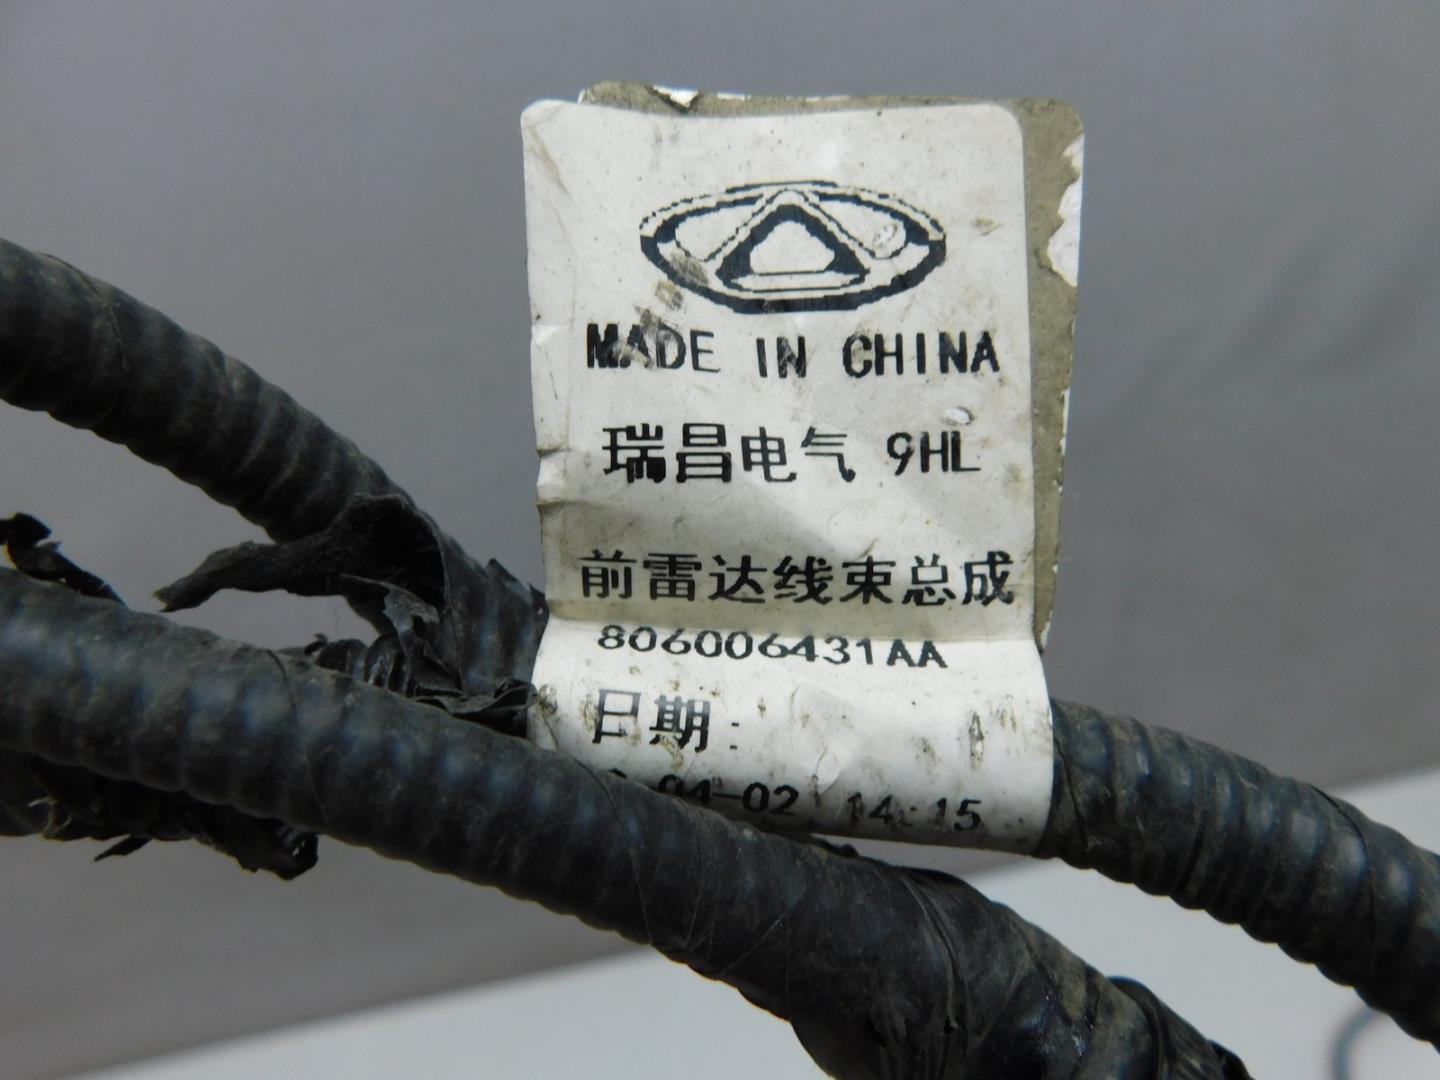 MADE IN CHINA
瑞昌电气 9HL
前雷达线束总成
806006431AA
日期:
04-02 14:15